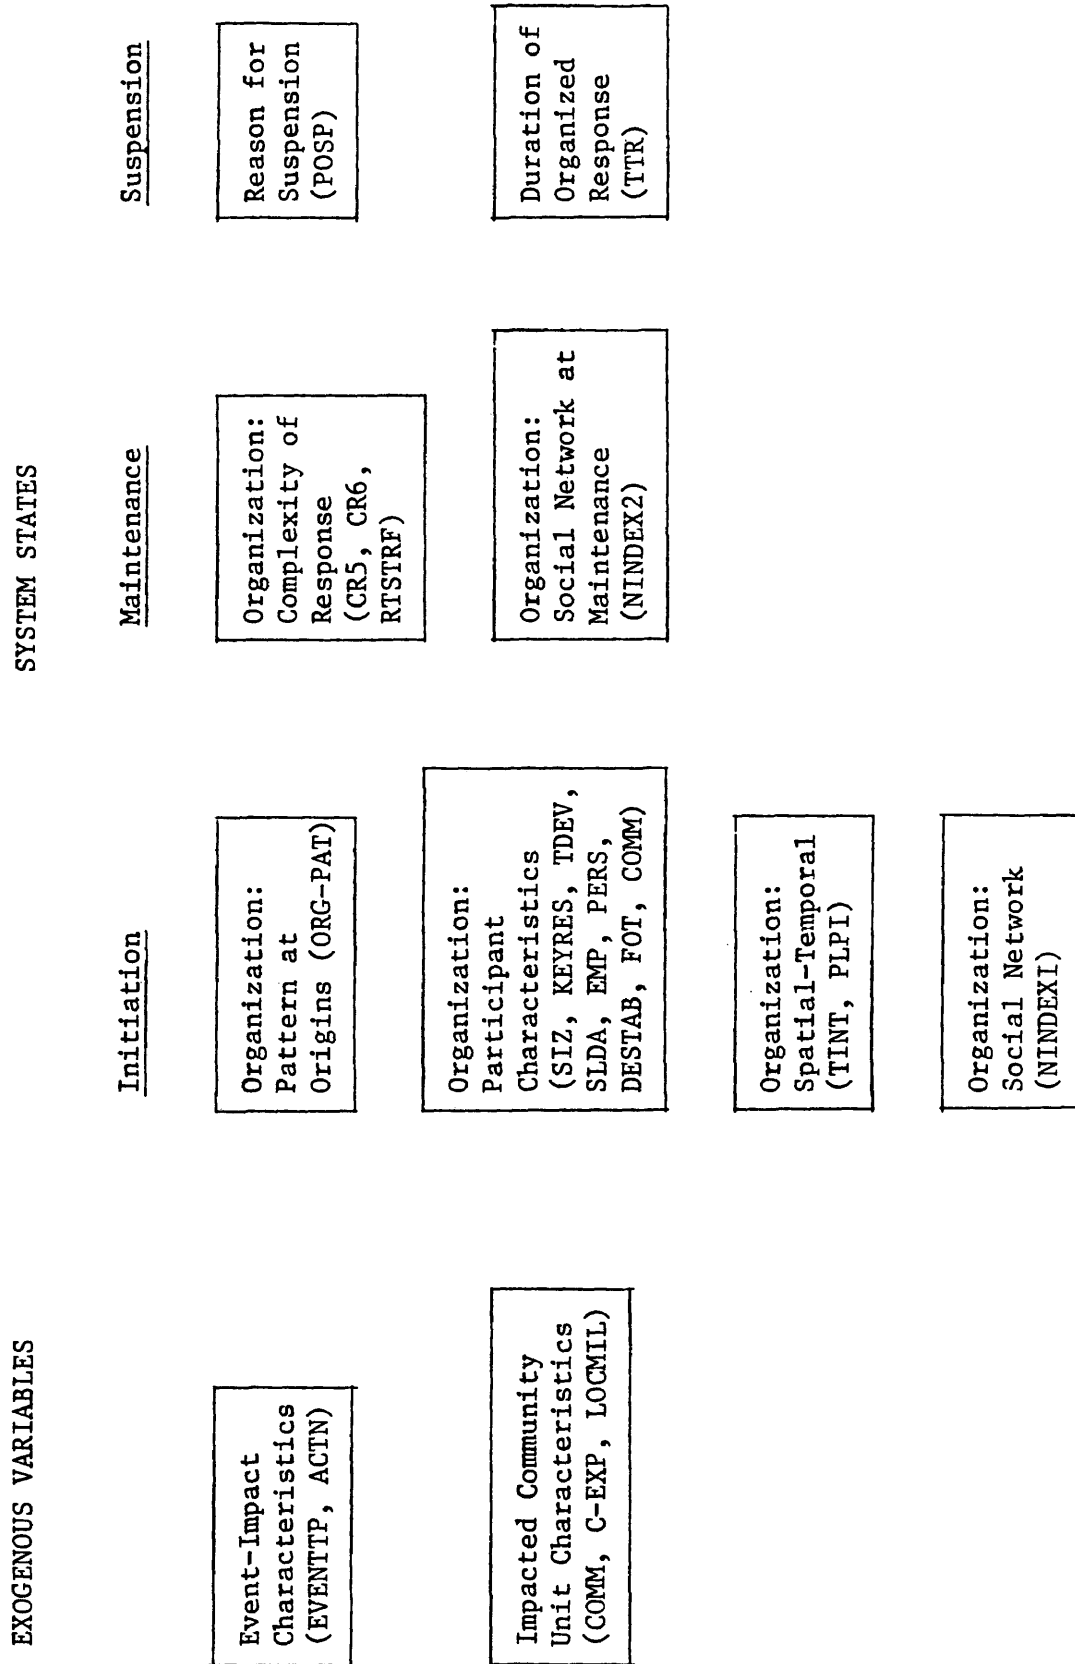 EXOGENOUS VARIABLES
Event-Impact
Characteristics
(EVENTTP, ACTN)
Impacted Community
Unit Characteristics
(COMM, C-EXP, LOCMIL)
SYSTEM STATES
Initiation
Organization:
Pattern at
Origins (ORG-PAT)
Organization:
Participant
Characteristics
(SIZ, KEYRES, TDEV,
SLDA, EMP, PERS,
DESTAB, FOT, COMM)
Organization:
Spatial-Temporal
(TINT, PLPI)
Organization:
Social Network
(NINDEXI)
Maintenance
Organization:
Complexity of
Response
(CR5, CR6,
RTSTRF)
Organization:
Social Network at
Maintenance
(NINDEX2)
Suspension
Reason for
Suspension
(POSP)
Duration of
Organized
Response
(TTR)